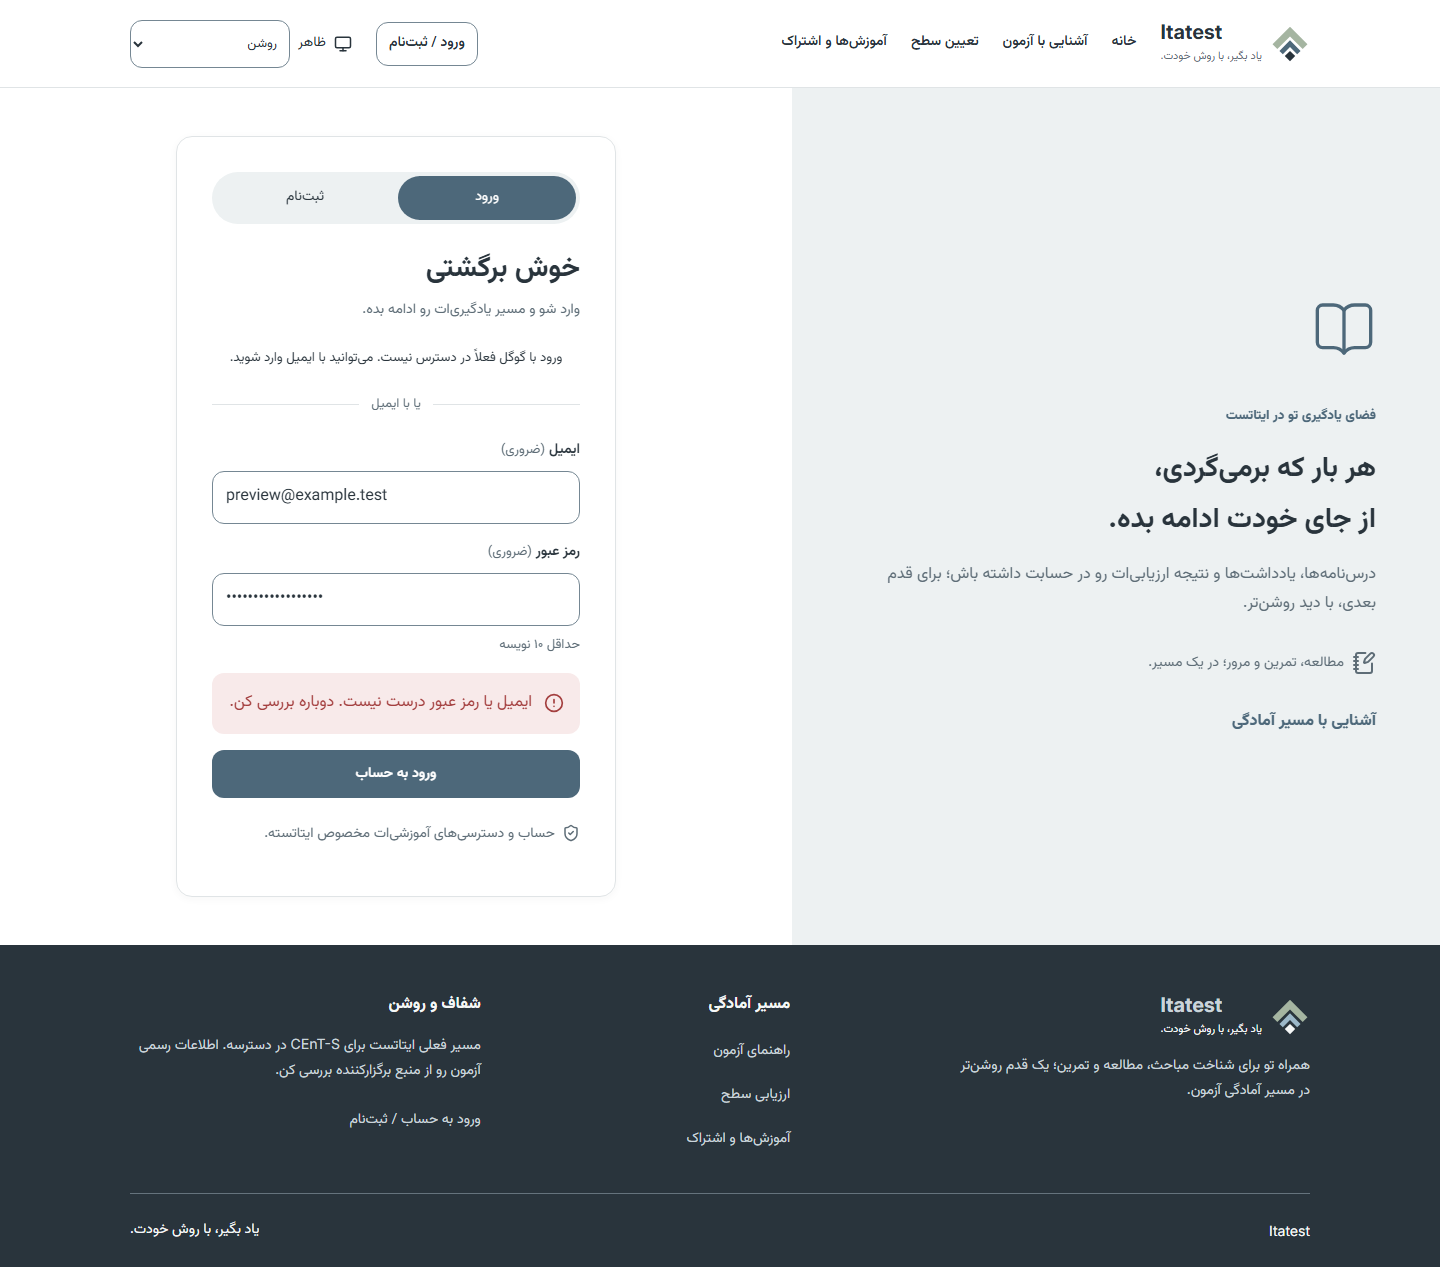 Itatest
یاد بگیر، با روش خودت.
خانه
آشنایی با آزمون
تعیین سطح
آموزش‌ها و اشتراک
ورود / ثبت‌نام
ظاهر
روشن
فضای یادگیری تو در ایتاتست
هر بار که برمی‌گردی،
از جای خودت ادامه بده.
درس‌نامه‌ها، یادداشت‌ها و نتیجه ارزیابی‌ات رو در حسابت داشته باش؛ برای قدم
بعدی، با دید روشن‌تر.
مطالعه، تمرین و مرور؛ در یک مسیر.
آشنایی با مسیر آمادگی
ورود
ثبت‌نام
خوش برگشتی
وارد شو و مسیر یادگیری‌ات رو ادامه بده.
ورود با گوگل فعلاً در دسترس نیست. می‌توانید با ایمیل وارد شوید.
یا با ایمیل
ایمیل (ضروری)
preview@example.test
رمز عبور (ضروری)
••••••••••••••••••
حداقل ۱۰ نویسه
ایمیل یا رمز عبور درست نیست. دوباره بررسی کن.
ورود به حساب
حساب و دسترسی‌های آموزشی‌ات مخصوص ایتاتسته.
Itatest
یاد بگیر، با روش خودت.
همراه تو برای شناخت مباحث، مطالعه و تمرین؛ یک قدم روشن‌تر
در مسیر آمادگی آزمون.
مسیر آمادگی
راهنمای آزمون
ارزیابی سطح
آموزش‌ها و اشتراک
شفاف و روشن
مسیر فعلی ایتاتست برای CEnT-S در دسترسه. اطلاعات رسمی
آزمون رو از منبع برگزارکننده بررسی کن.
ورود به حساب / ثبت‌نام
Itatest
یاد بگیر، با روش خودت.